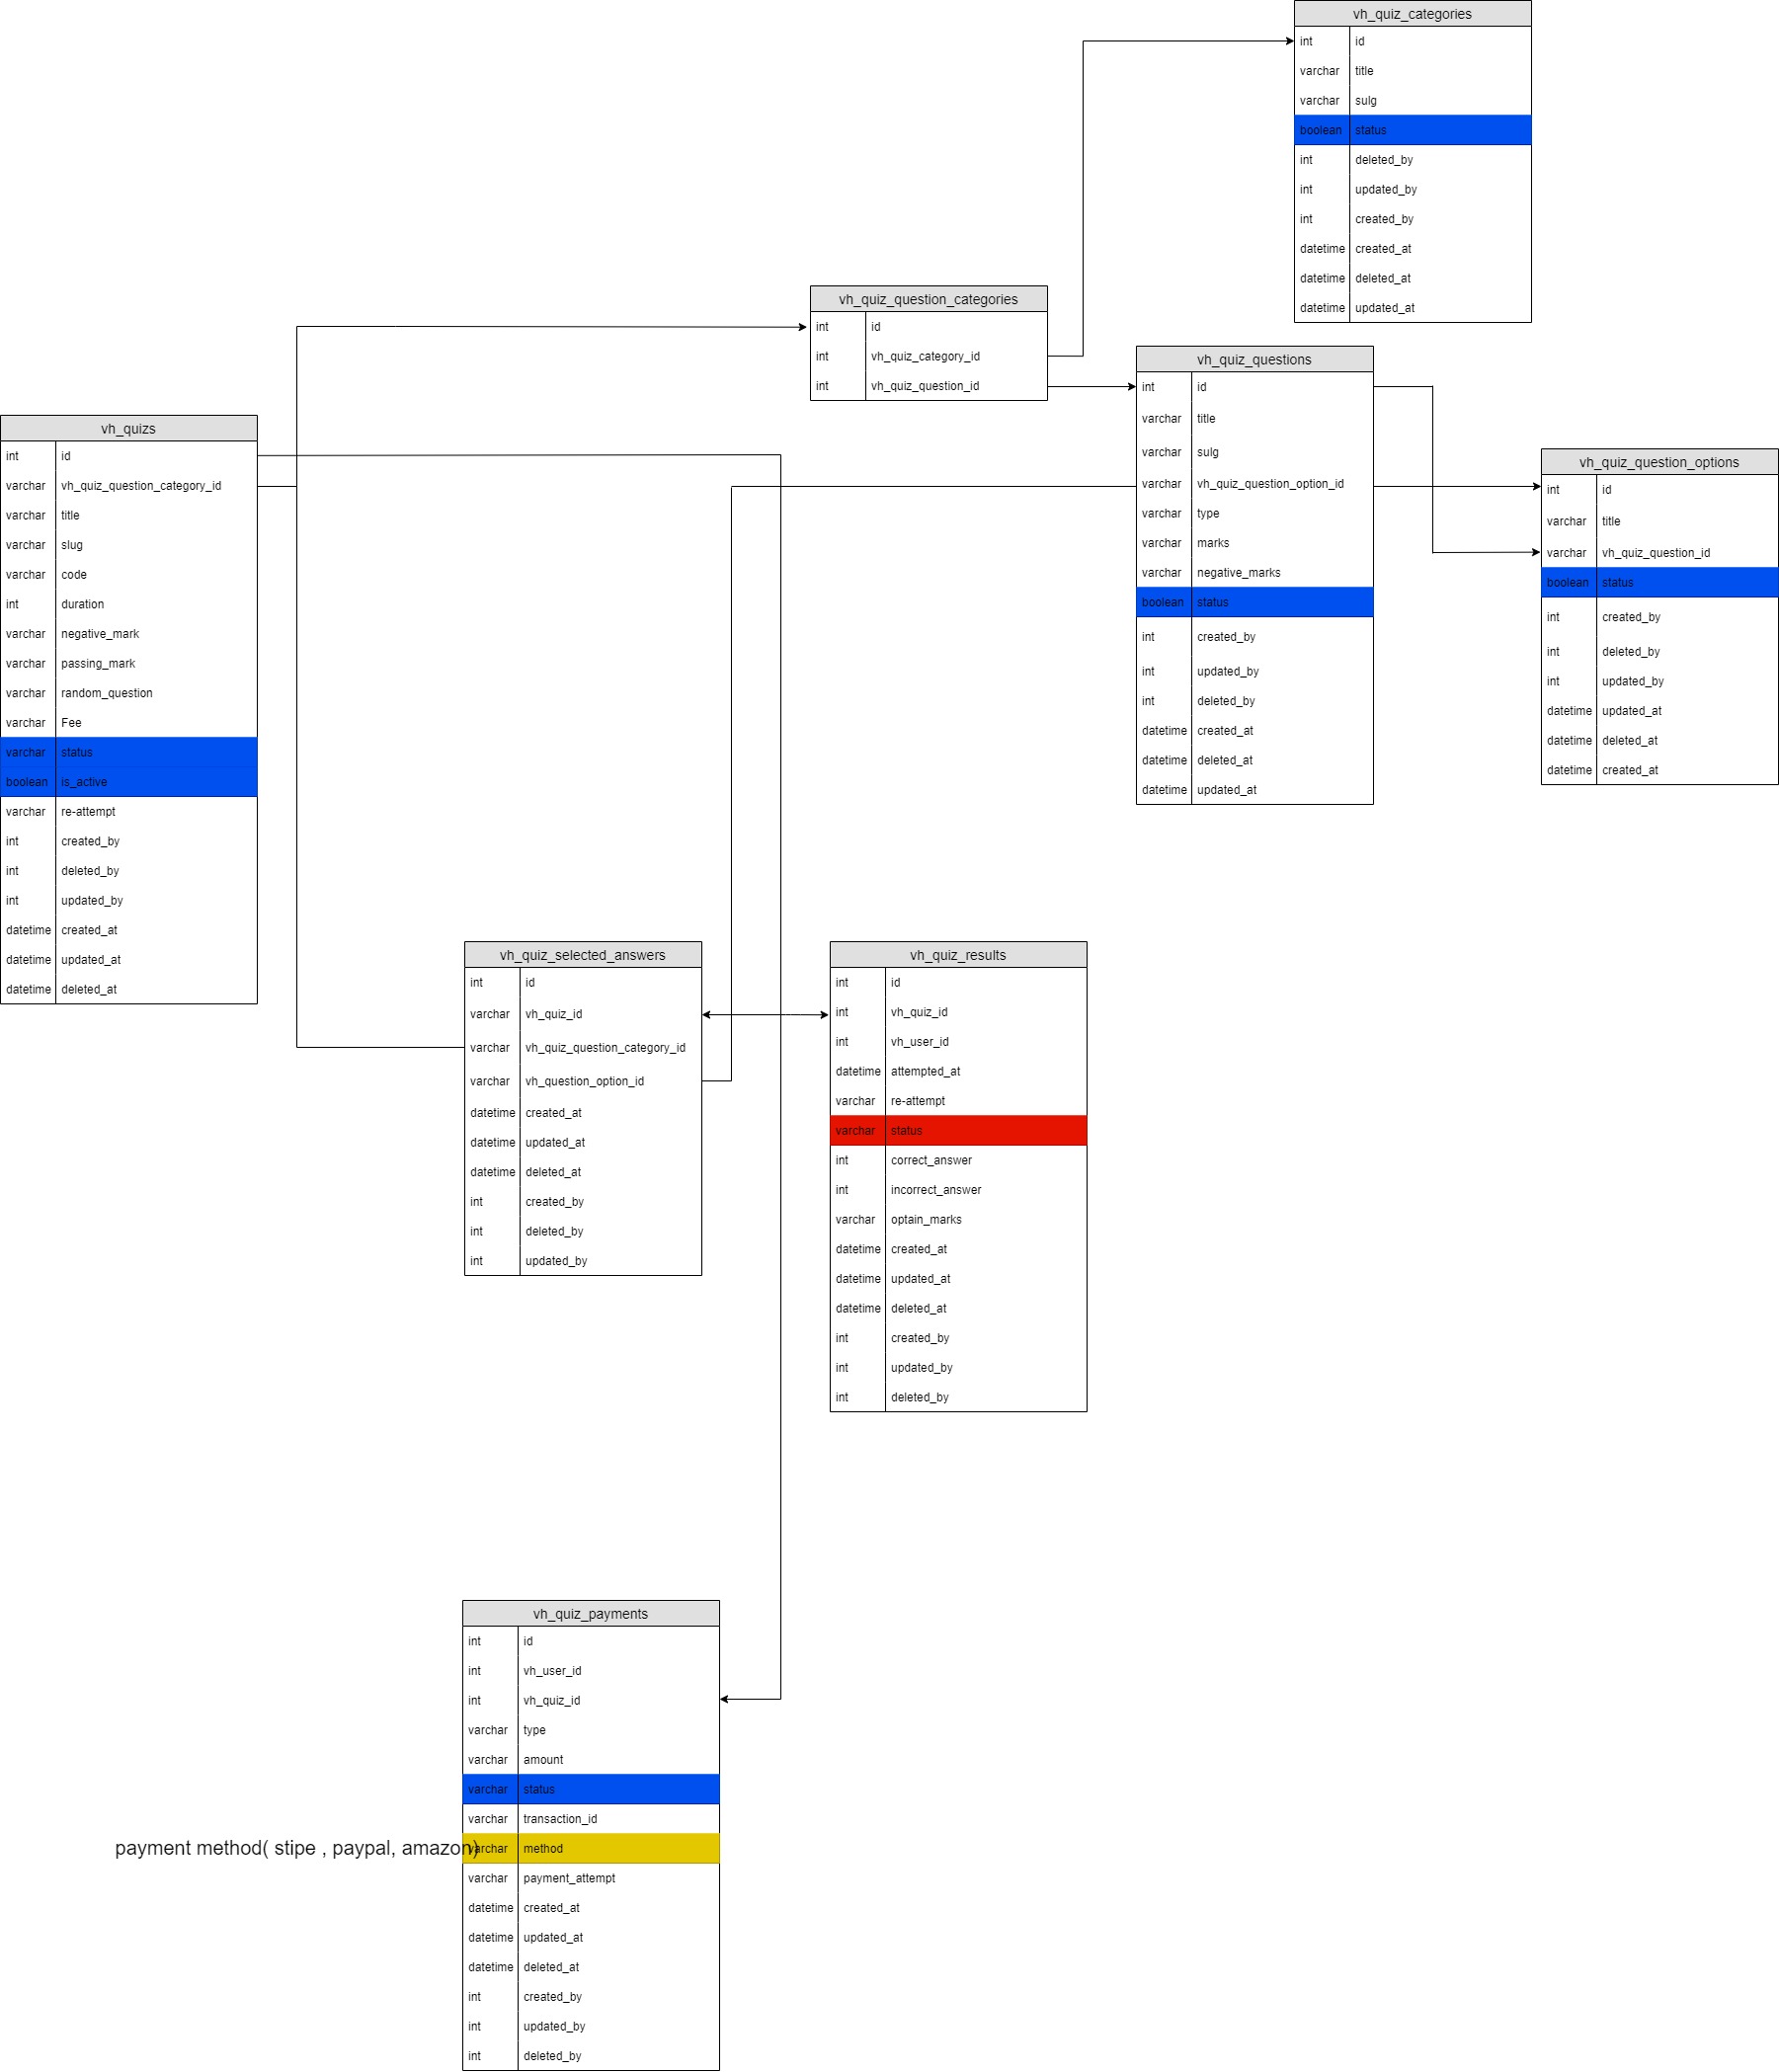 vh_quiz_categories
int id
varchar title
varchar sulg
boolean status
int deleted_by
int updated_by
int created_by
datetime created_at
datetime deleted_at
datetime updated_at
vh_quiz_question_categories
int id
int vh_quiz_category_id
int vh_quiz_question_id
vh_quiz_questions
int id
varchar title
varchar sulg
varchar vh_quiz_question_option_id
varchar type
varchar marks
varchar negative_marks
boolean status
int created_by
int updated_by
int deleted_by
datetime created_at
datetime deleted_at
datetime updated_at
vh_quiz_question_options
int id
varchar title
varchar vh_quiz_question_id
boolean status
int created_by
int deleted_by
int updated_by
datetime updated_at
datetime deleted_at
datetime created_at
vh_quizs
int id
varchar vh_quiz_question_category_id
varchar title
varchar slug
varchar code
int duration
varchar negative_mark
varchar passing_mark
varchar random_question
varchar Fee
varchar status
boolean is_active
varchar re-attempt
int created_by
int deleted_by
int updated_by
datetime created_at
datetime updated_at
datetime deleted_at
vh_quiz_selected_answers
int id
varchar vh_quiz_id
varchar vh_quiz_question_category_id
varchar vh_question_option_id
datetime created_at
datetime updated_at
datetime deleted_at
int created_by
int deleted_by
int updated_by
vh_quiz_results
int id
int vh_quiz_id
int vh_user_id
datetime attempted_at
varchar re-attempt
varchar status
int correct_answer
int incorrect_answer
varchar optain_marks
datetime created_at
datetime updated_at
datetime deleted_at
int created_by
int updated_by
int deleted_by
vh_quiz_payments
int id
int vh_user_id
int vh_quiz_id
varchar type
varchar amount
varchar status
varchar transaction_id
payment method( stipe , paypal, amazon)
varchar method
varchar payment_attempt
datetime created_at
datetime updated_at
datetime deleted_at
int created_by
int updated_by
int deleted_by